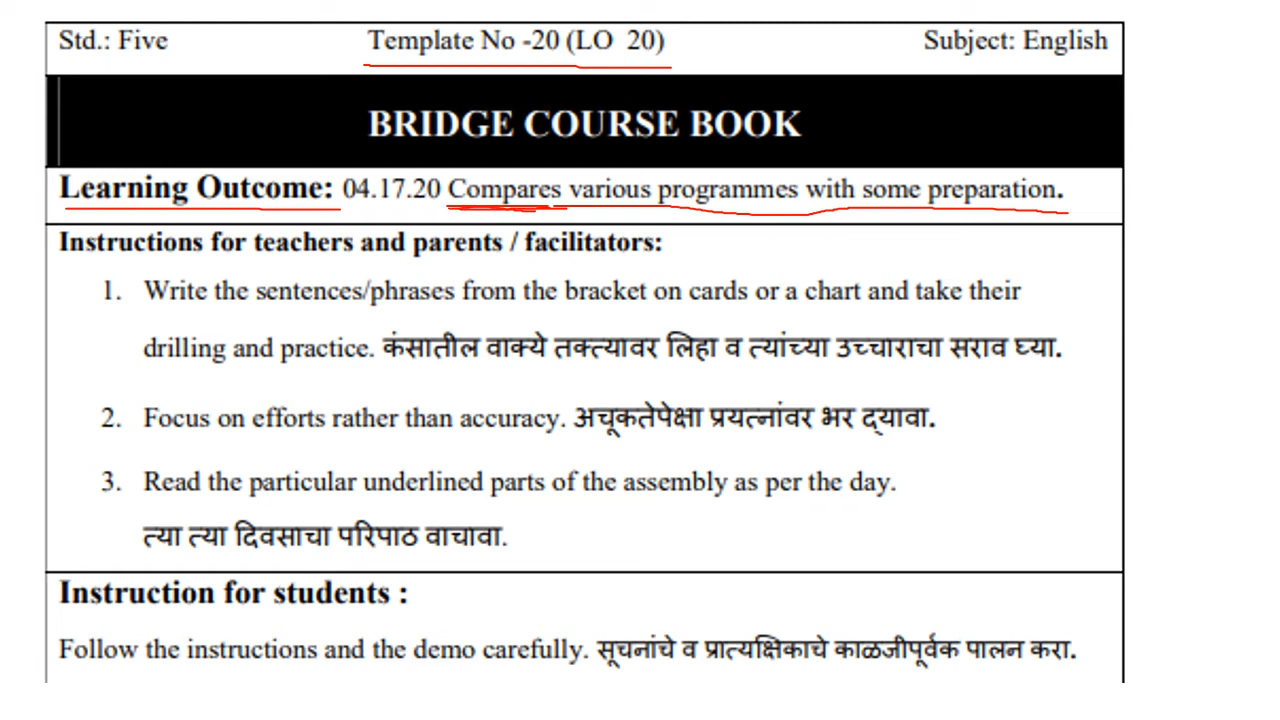 Std.: Five Template No -20 (LO 20) Subject: English
BRIDGE COURSE BOOK
Learning Outcome: 04.17.20 Compares various programmes with some preparation.
Instructions for teachers and parents / facilitators:
1. Write the sentences/phrases from the bracket on cards or a chart and take their
drilling and practice. कंसातील वाक्ये तक्त्यावर लिहा व त्यांच्या उच्चाराचा सराव घ्या.
2. Focus on efforts rather than accuracy. अचूकतेपेक्षा प्रयत्नांवर भर द्यावा.
3. Read the particular underlined parts of the assembly as per the day.
त्या त्या दिवसाचा परिपाठ वाचावा.
Instruction for students :
Follow the instructions and the demo carefully. सूचनांचे व प्रात्यक्षिकाचे काळजीपूर्वक पालन करा.